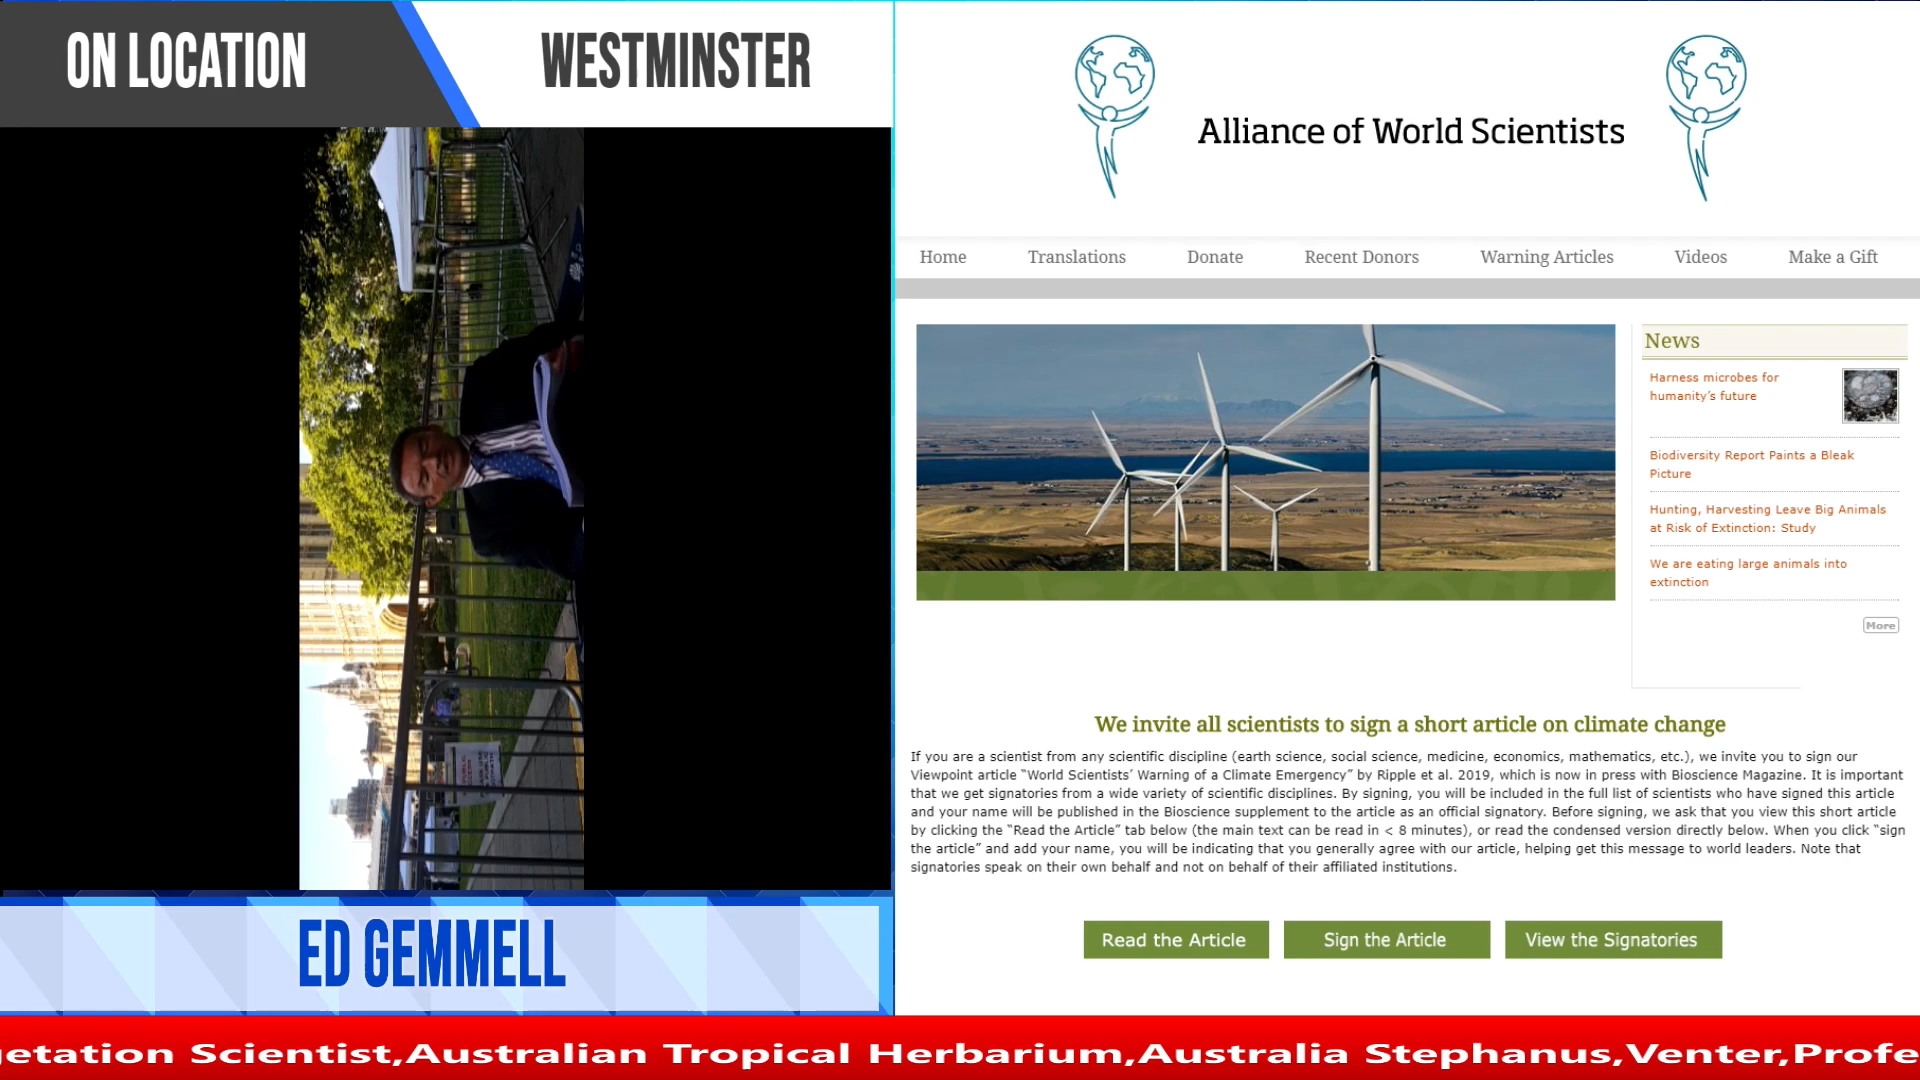 ON LOCATION
WESTMINSTER
Alliance of World Scientists
Home Translations Donate Recent Donors Warning Articles Videos Make a Gift
News
Harness microbes for
humanity’s future
Biodiversity Report Paints a Bleak
Picture
Hunting, Harvesting Leave Big Animals
at Risk of Extinction: Study
We are eating large animals into
extinction
More
We invite all scientists to sign a short article on climate change
If you are a scientist from any scientific discipline (earth science, social science, medicine, economics, mathematics, etc.), we invite you to sign our
Viewpoint article “World Scientists’ Warning of a Climate Emergency” by Ripple et al. 2019, which is now in press with Bioscience Magazine. It is important
that we get signatories from a wide variety of scientific disciplines. By signing, you will be included in the full list of scientists who have signed this article
and your name will be published in the Bioscience supplement to the article as an official signatory. Before signing, we ask that you view this short article
by clicking the “Read the Article” tab below (the main text can be read in < 8 minutes), or read the condensed version directly below. When you click “sign
the article” and add your name, you will be indicating that you generally agree with our article, helping get this message to world leaders. Note that
signatories speak on their own behalf and not on behalf of their affiliated institutions.
Read the Article Sign the Article View the Signatories
ED GEMMELL
getation Scientist,Australian Tropical Herbarium,Australia Stephanus,Venter,Profe